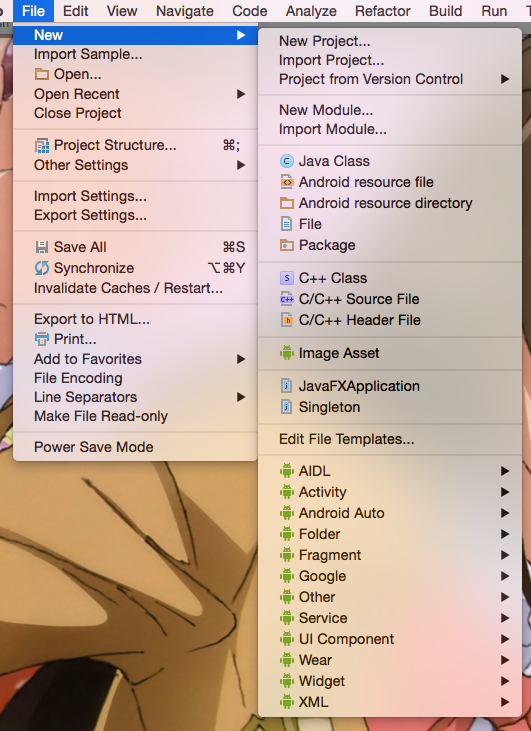 File Edit View Navigate Code Analyze Refactor Build Run
New
Import Sample...
Open...
Open Recent
Close Project
Project Structure... ⌘;
Other Settings
Import Settings...
Export Settings...
Save All ⌘S
Synchronize ⌥⌘Y
Invalidate Caches / Restart...
Export to HTML...
Print...
Add to Favorites
File Encoding
Line Separators
Make File Read-only
Power Save Mode
New Project...
Import Project...
Project from Version Control
New Module...
Import Module...
Java Class
Android resource file
Android resource directory
File
Package
C++ Class
C/C++ Source File
C/C++ Header File
Image Asset
JavaFXApplication
Singleton
Edit File Templates...
AIDL
Activity
Android Auto
Folder
Fragment
Google
Other
Service
UI Component
Wear
Widget
XML